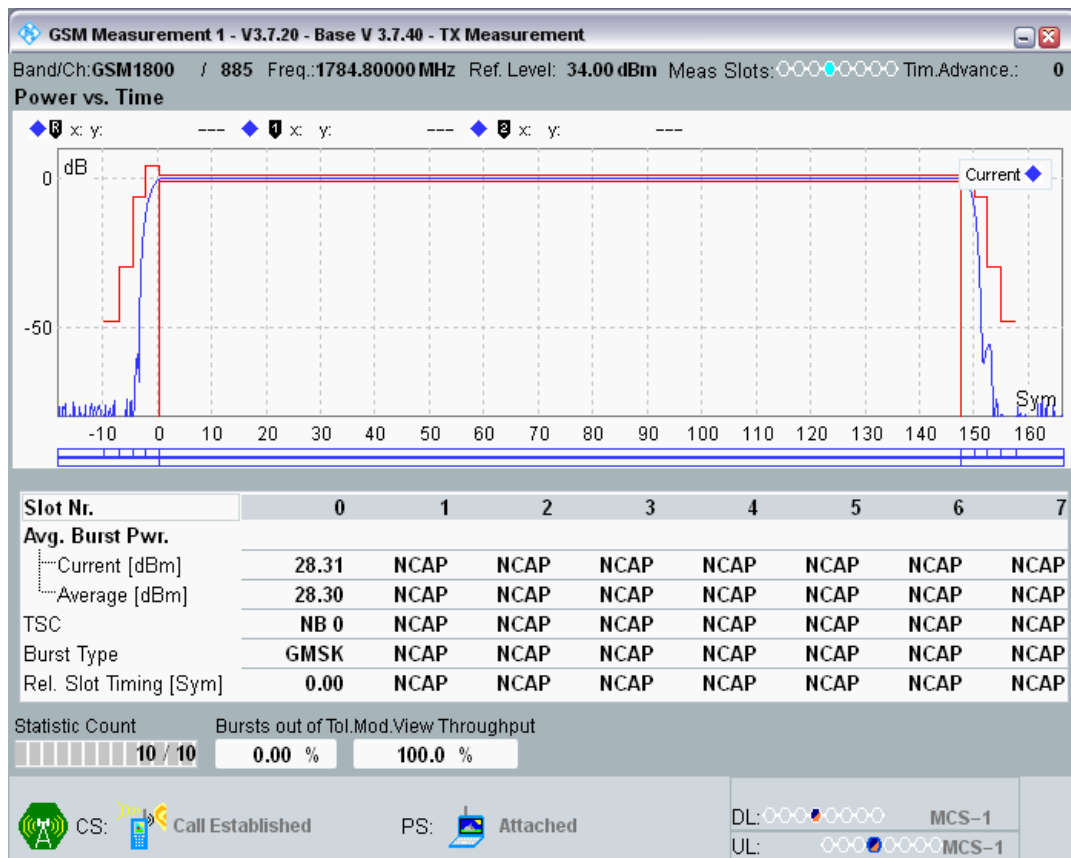 GSM Measurement 1 - V3.7.20 - Base V 3.7.40 - TX Measurement
Band/Ch:GSM1800 / 885 Freq.:1784.80000 MHz Ref. Level: 34.00 dBm Meas Slots: Tim.Advance.: 0
Power vs. Time
R x: y: --- 1 x: y: --- 2 x: y: ---
dB
Current
0
-50
Sym
-10 0 10 20 30 40 50 60 70 80 90 100 110 120 130 140 150 160
Slot Nr. 0 1 2 3 4 5 6 7
Avg. Burst Pwr.
Current [dBm] 28.31 NCAP NCAP NCAP NCAP NCAP NCAP NCAP
Average [dBm] 28.30 NCAP NCAP NCAP NCAP NCAP NCAP NCAP
TSC NB 0 NCAP NCAP NCAP NCAP NCAP NCAP NCAP
Burst Type GMSK NCAP NCAP NCAP NCAP NCAP NCAP NCAP
Rel. Slot Timing [Sym] 0.00 NCAP NCAP NCAP NCAP NCAP NCAP NCAP
Statistic Count Bursts out of Tol.Mod.View Throughput
10 / 10 0.00 % 100.0 %
CS: Call Established PS: Attached
DL: MCS-1
UL: MCS-1